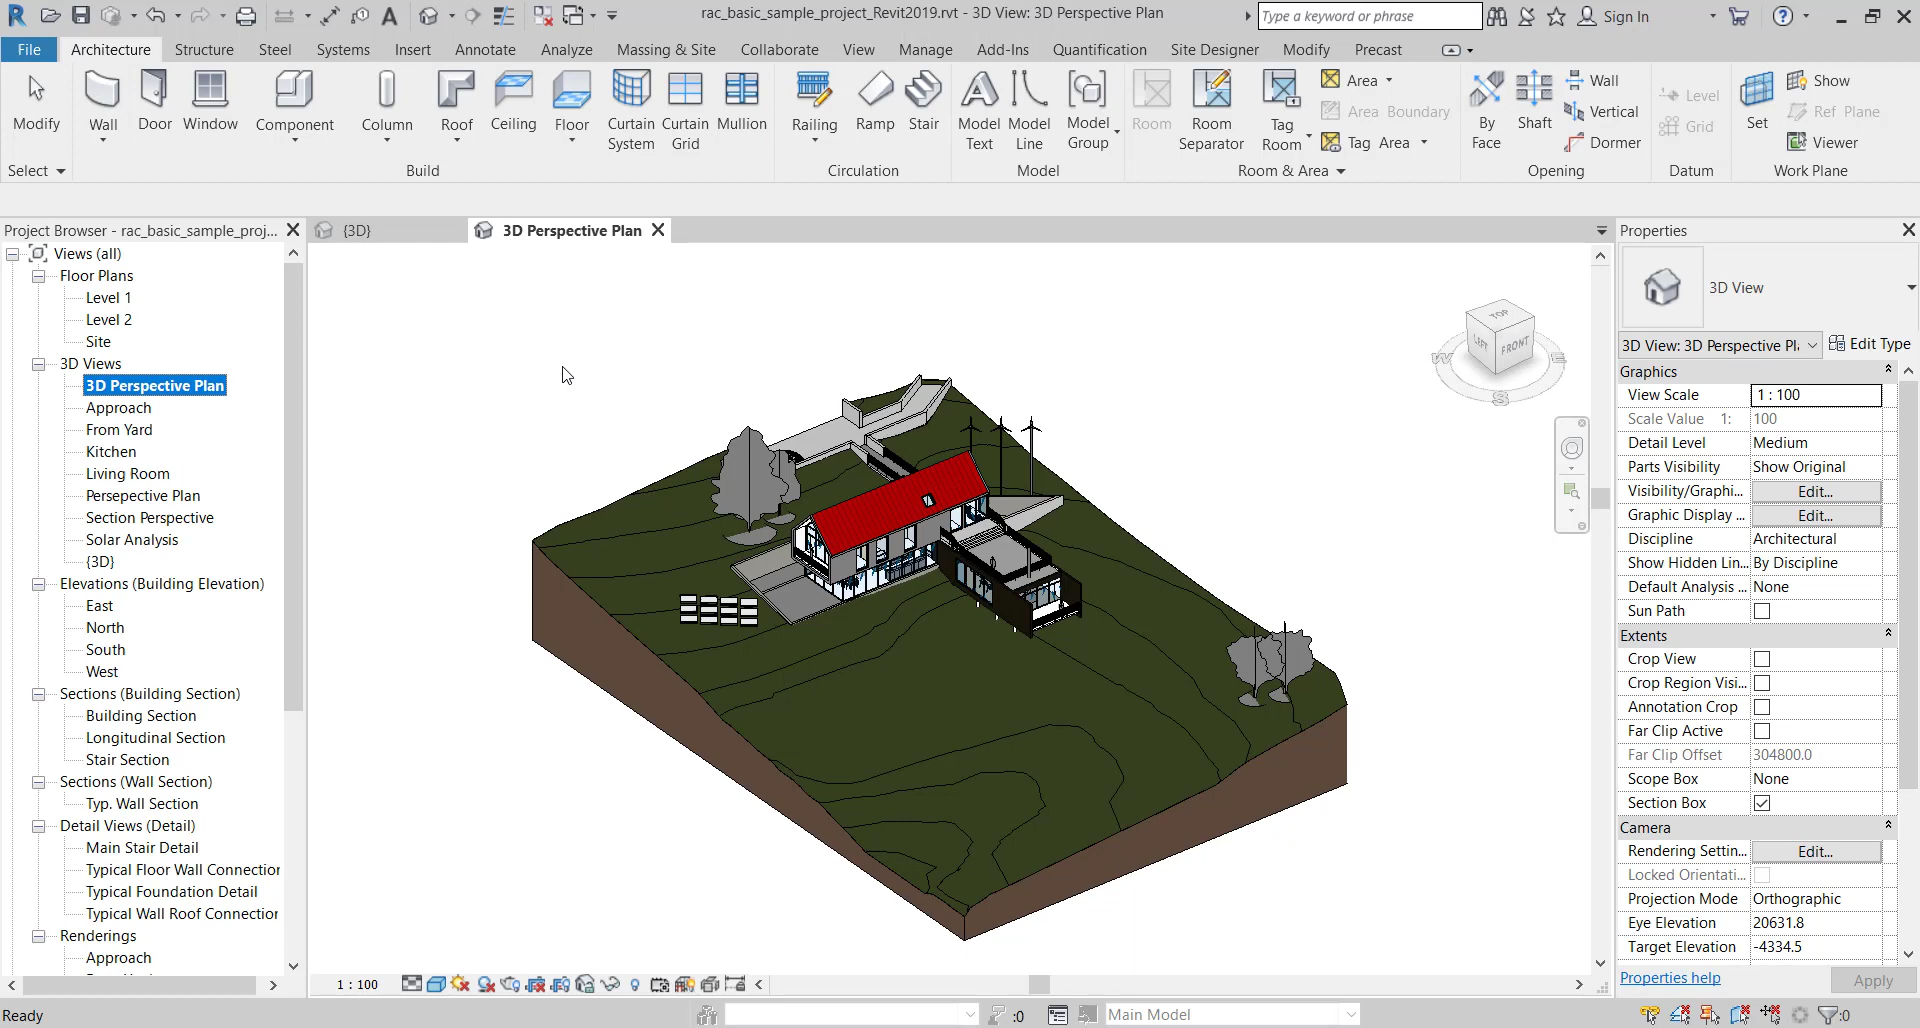 rac_basic_sample_project_Revit2019.rvt - 3D View: 3D Perspective Plan
Type a keyword or phrase
Sign In
File Architecture Structure Steel Systems Insert Annotate Analyze Massing & Site Collaborate View Manage Add-Ins Quantification Site Designer Modify Precast
Modify
Wall
Door
Window
Component
Column
Roof
Ceiling
Floor
Curtain System
Curtain Grid
Mullion
Railing
Ramp
Stair
Model Text
Model Line
Model Group
Room
Room Separator
Tag Room
Area
Area Boundary
Tag Area
By Face
Shaft
Wall
Vertical
Dormer
Level
Grid
Set
Show
Ref Plane
Viewer
Select
Build
Circulation
Model
Room & Area
Opening
Datum
Work Plane
Project Browser - rac_basic_sample_proj...
Views (all)
Floor Plans
Level 1
Level 2
Site
3D Views
3D Perspective Plan
Approach
From Yard
Kitchen
Living Room
Persepective Plan
Section Perspective
Solar Analysis
{3D}
Elevations (Building Elevation)
East
North
South
West
Sections (Building Section)
Building Section
Longitudinal Section
Stair Section
Sections (Wall Section)
Typ. Wall Section
Detail Views (Detail)
Main Stair Detail
Typical Floor Wall Connection
Typical Foundation Detail
Typical Wall Roof Connection
Renderings
Approach
{3D}
3D Perspective Plan
TOP
LEFT
FRONT
W
E
S
1 : 100
Properties
3D View
3D View: 3D Perspective Pl
Edit Type
Graphics
View Scale 1 : 100
Scale Value 1: 100
Detail Level Medium
Parts Visibility Show Original
Visibility/Graphi... Edit...
Graphic Display ... Edit...
Discipline Architectural
Show Hidden Lin... By Discipline
Default Analysis ... None
Sun Path
Extents
Crop View
Crop Region Visi...
Annotation Crop
Far Clip Active
Far Clip Offset 304800.0
Scope Box None
Section Box
Camera
Rendering Settin... Edit...
Locked Orientati...
Projection Mode Orthographic
Eye Elevation 20631.8
Target Elevation -4334.5
Properties help
Apply
Ready
:0
Main Model
:0